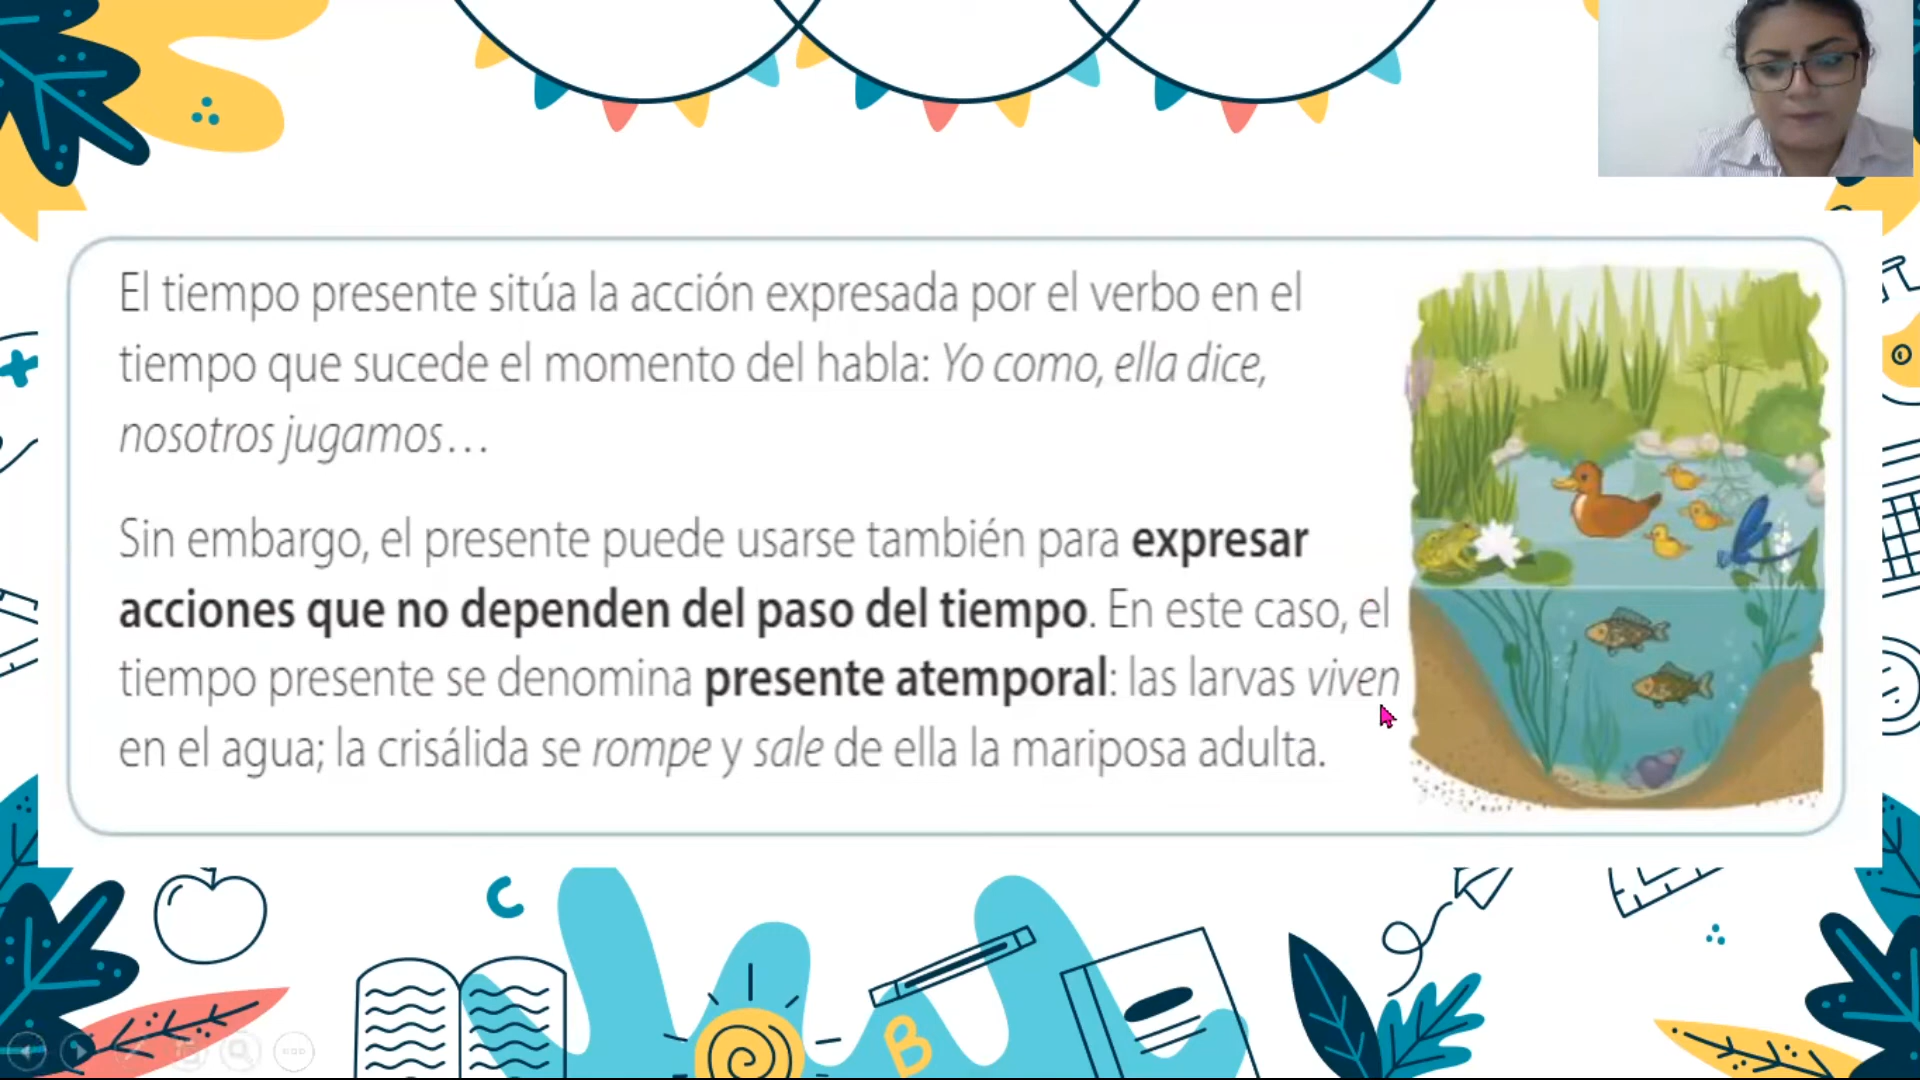 El tiempo presente sitúa la acción expresada por el verbo en el
tiempo que sucede el momento del habla: Yo como, ella dice,
nosotros jugamos...
Sin embargo, el presente puede usarse también para expresar
acciones que no dependen del paso del tiempo. En este caso, el
tiempo presente se denomina presente atemporal: las larvas viven
en el agua; la crisálida se rompe y sale de ella la mariposa adulta.
C
B